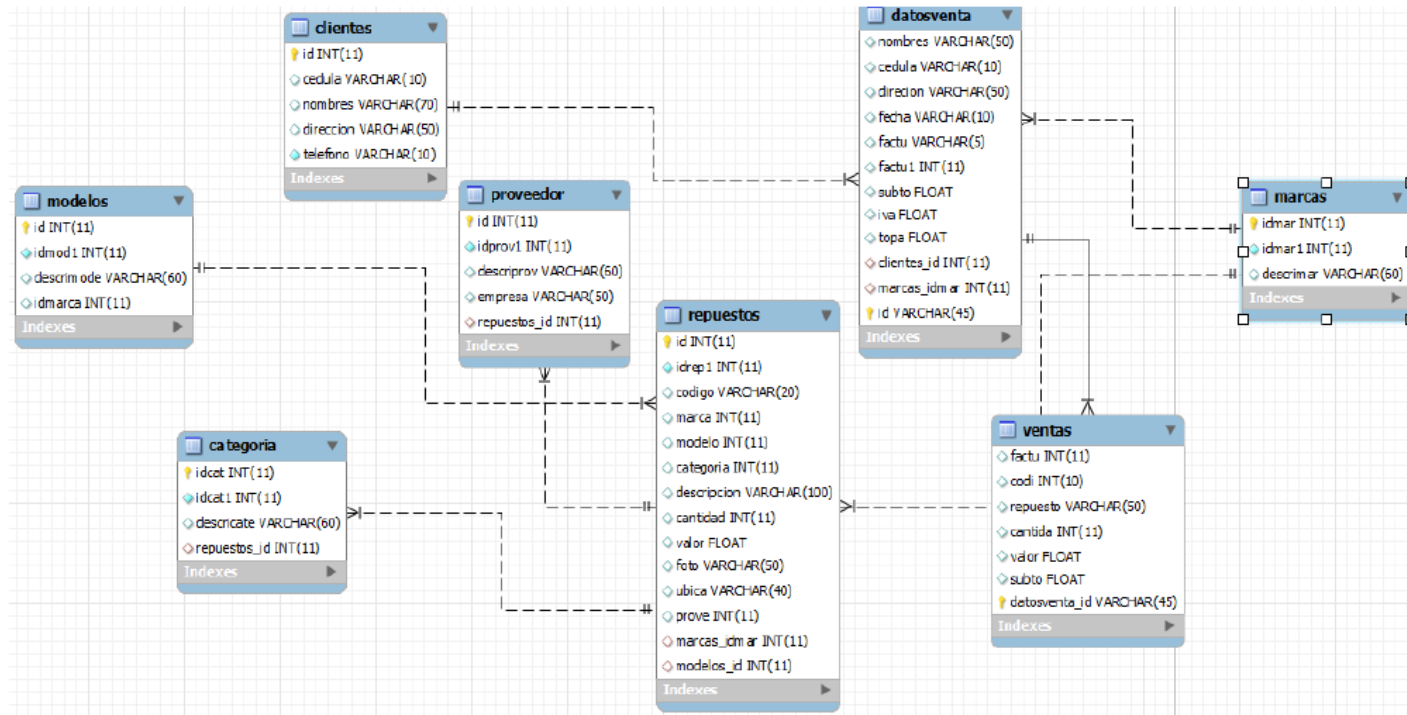 clientes
id INT(11)
cedula VARCHAR(10)
nombres VARCHAR(70)
direccion VARCHAR(50)
telefono VARCHAR(10)
Indexes
datosventa
nombres VARCHAR(50)
cedula VARCHAR(10)
direcion VARCHAR(50)
fecha VARCHAR(10)
factu VARCHAR(5)
factu1 INT(11)
subto FLOAT
iva FLOAT
topa FLOAT
clientes_id INT(11)
marcas_idmar INT(11)
id VARCHAR(45)
Indexes
modelos
id INT(11)
idmod1 INT(11)
descrimode VARCHAR(60)
idmarca INT(11)
Indexes
proveedor
id INT(11)
idprov1 INT(11)
descriprov VARCHAR(60)
empresa VARCHAR(50)
repuestos_id INT(11)
Indexes
marcas
idmar INT(11)
idmar1 INT(11)
descrimar VARCHAR(60)
Indexes
repuestos
id INT(11)
idrep1 INT(11)
codigo VARCHAR(20)
marca INT(11)
modelo INT(11)
categoria INT(11)
descripcion VARCHAR(100)
cantidad INT(11)
valor FLOAT
foto VARCHAR(50)
ubica VARCHAR(40)
prove INT(11)
marcas_idmar INT(11)
modelos_id INT(11)
Indexes
categoria
idcat INT(11)
idcat1 INT(11)
descricate VARCHAR(60)
repuestos_id INT(11)
Indexes
ventas
factu INT(11)
codi INT(10)
repuesto VARCHAR(50)
cantida INT(11)
valor FLOAT
subto FLOAT
datosventa_id VARCHAR(45)
Indexes